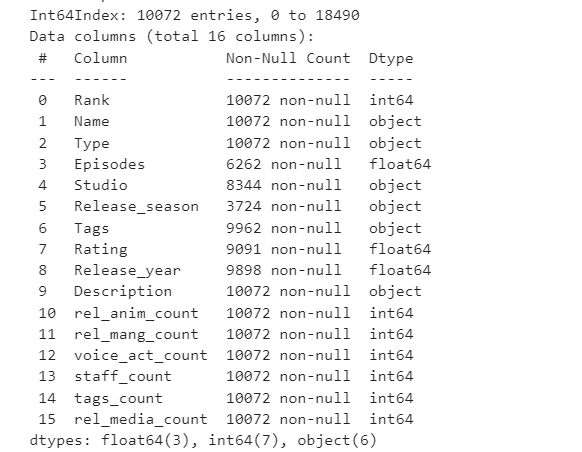 Int64Index: 10072 entries, 0 to 18490
Data columns (total 16 columns):
 #   Column          Non-Null Count  Dtype
---  ------          --------------  -----
 0   Rank            10072 non-null  int64
 1   Name            10072 non-null  object
 2   Type            10072 non-null  object
 3   Episodes        6262 non-null   float64
 4   Studio          8344 non-null   object
 5   Release_season  3724 non-null   object
 6   Tags            9962 non-null   object
 7   Rating          9091 non-null   float64
 8   Release_year    9898 non-null   float64
 9   Description     10072 non-null  object
 10  rel_anim_count  10072 non-null  int64
 11  rel_mang_count  10072 non-null  int64
 12  voice_act_count 10072 non-null  int64
 13  staff_count     10072 non-null  int64
 14  tags_count      10072 non-null  int64
 15  rel_media_count 10072 non-null  int64
dtypes: float64(3), int64(7), object(6)